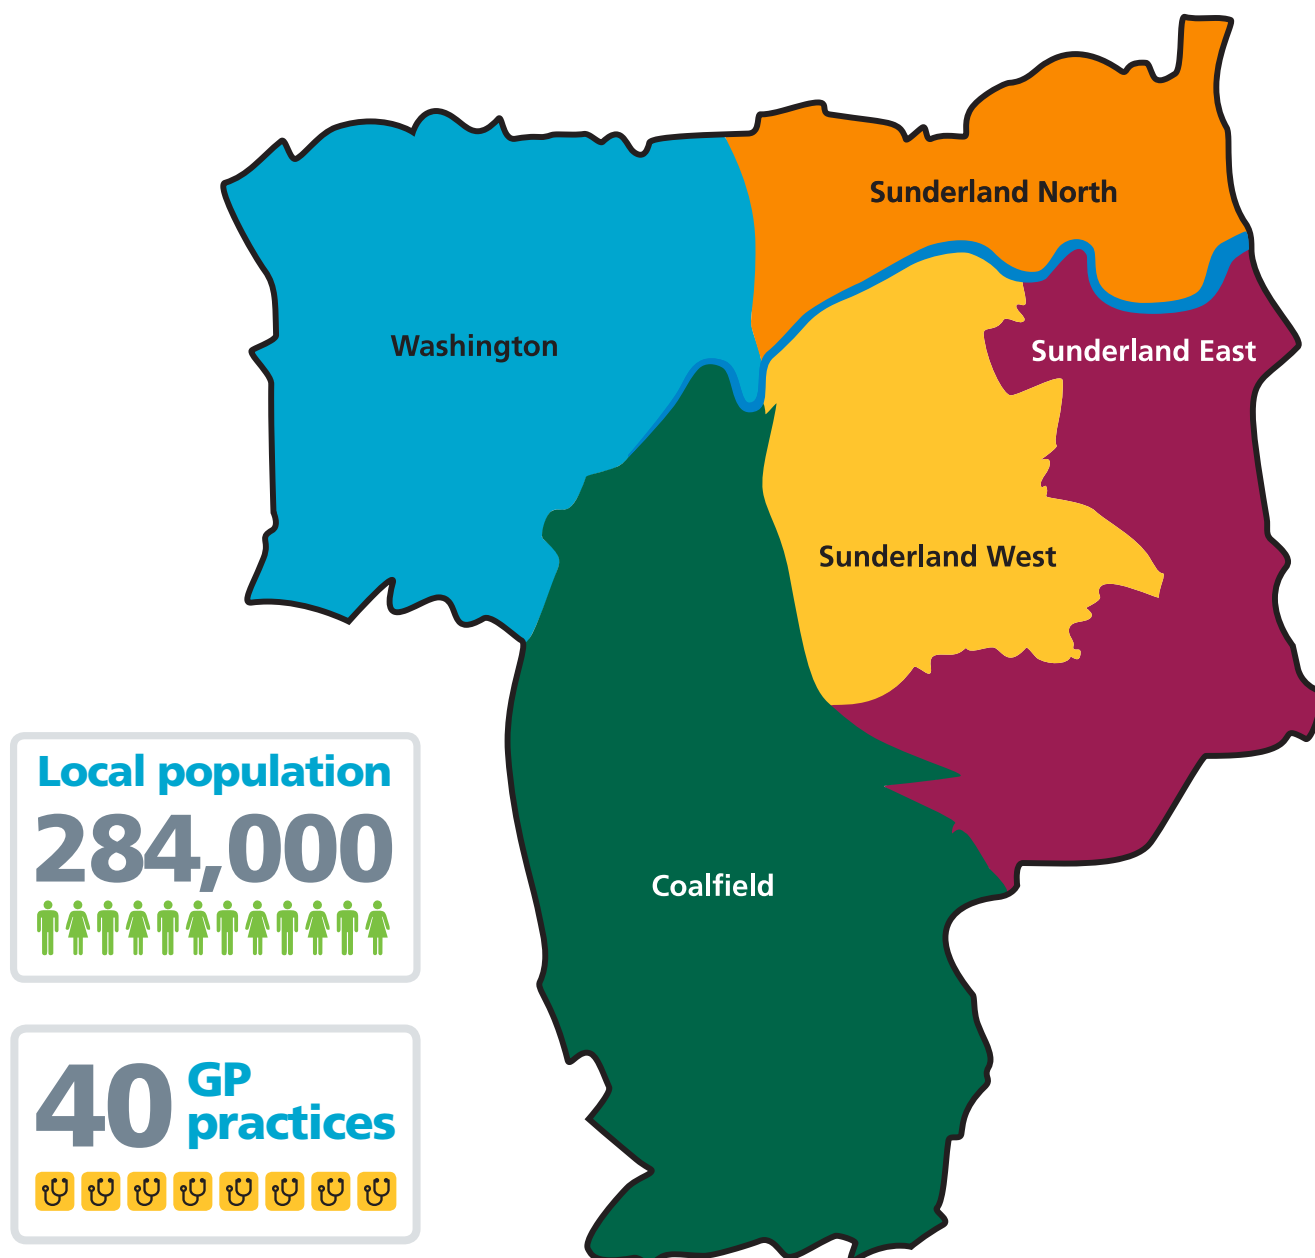 Sunderland North
Washington
Sunderland East
Sunderland West
Local population
284,000
Coalfield
40 GP
practices